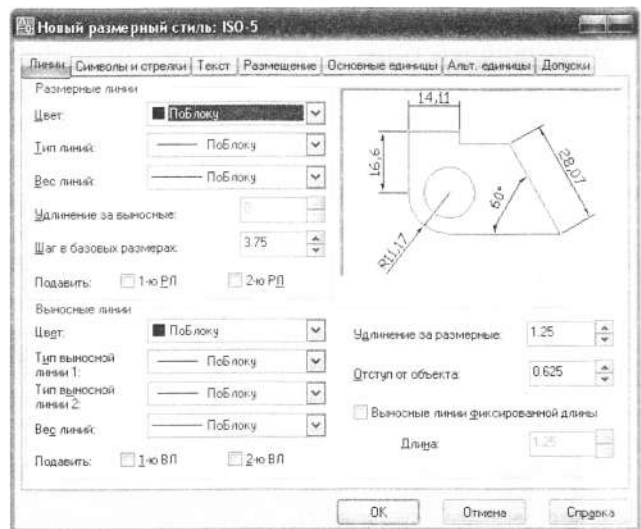 Новый размерный стиль: ISO-5
Линии Символы и стрелки Текст Размещение Основные единицы Альт. единицы Допуски
Размерные линии
Цвет: ПоБлоку
Тип линий: ПоБлоку
Вес линий: ПоБлоку
Удлинение за выносные: 0
Шаг в базовых размерах: 3.75
Подавить: 1-ю РЛ 2-ю РЛ
14,11
16,6
28,07
60°
R11,17
Выносные линии
Цвет: ПоБлоку
Тип выносной линии 1: ПоБлоку
Тип выносной линии 2: ПоБлоку
Вес линий: ПоБлоку
Подавить: 1-ю ВЛ 2-ю ВЛ
Удлинение за размерные: 1.25
Отступ от объекта: 0.625
Выносные линии фиксированной длины
Длина: 1.25
OK Отмена Справка